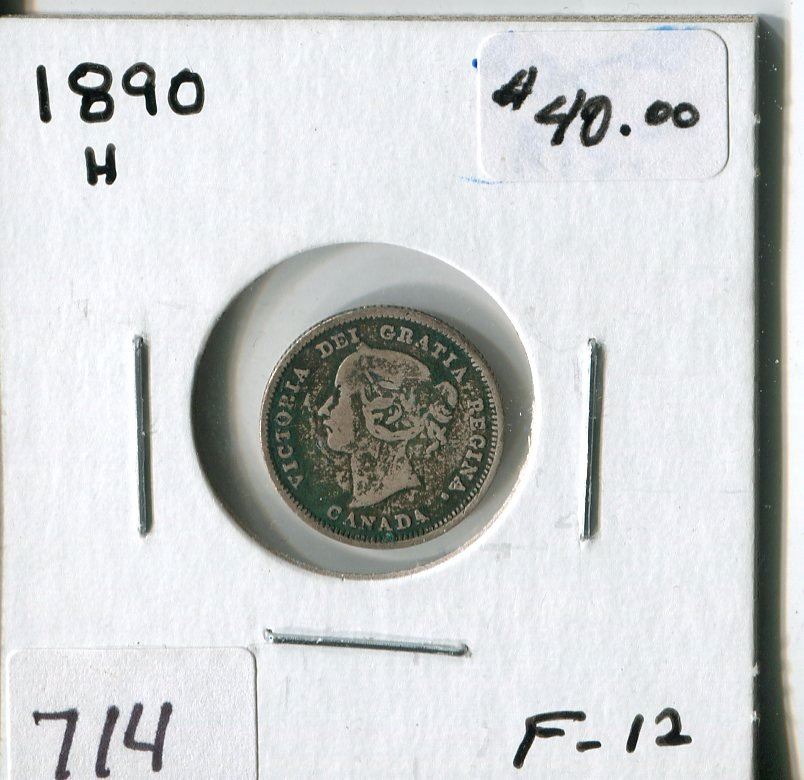 1890
H
$40.00
VICTORIA DEI GRATIA REGINA.
CANADA
714
F-12